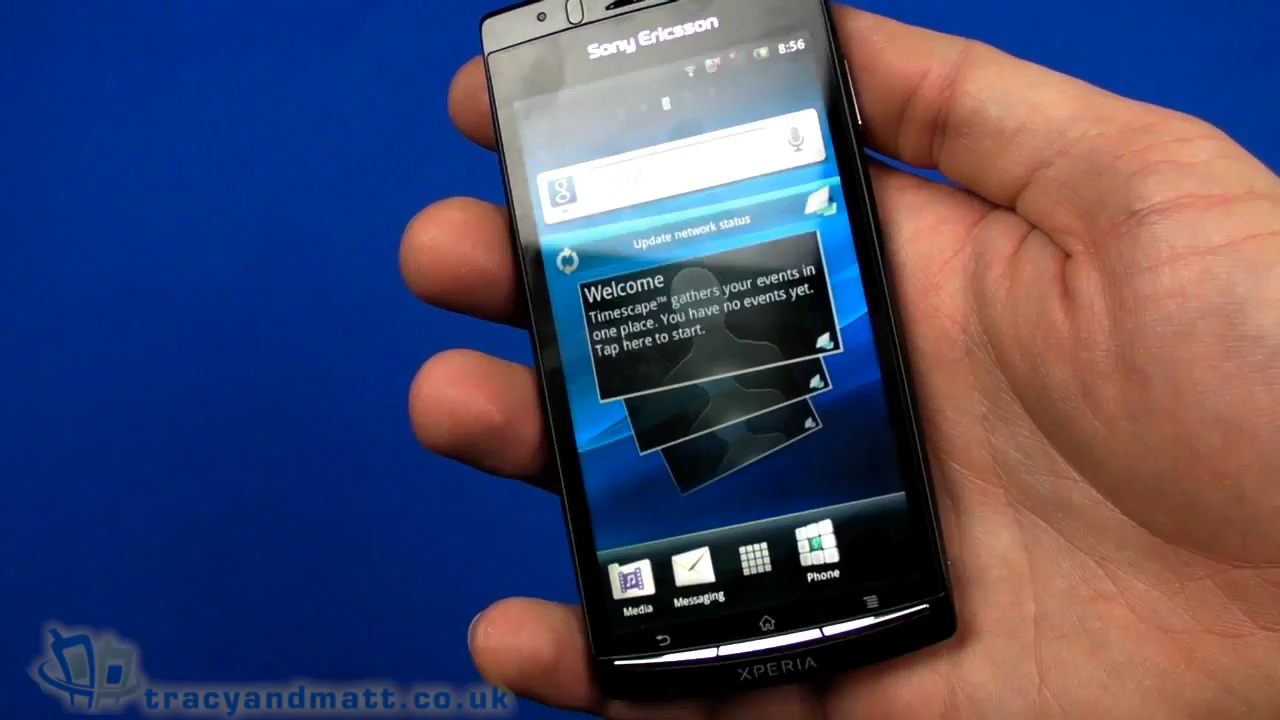 Sony Ericsson
8:56
g
Update network status
Welcome
Timescape™ gathers your events in
one place. You have no events yet.
Tap here to start.
Media
Messaging
Phone
XPERIA
tracyandmatt.co.uk